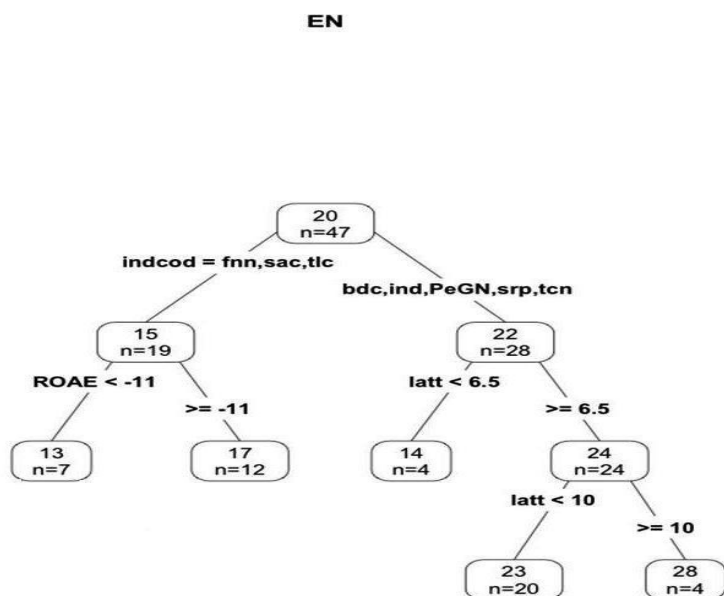 EN
20
n=47
indcod = fnn,sac,tlc
bdc,ind,PeGN,srp,tcn
15
n=19
22
n=28
ROAE < -11
>= -11
latt < 6.5
>= 6.5
13
n=7
17
n=12
14
n=4
24
n=24
latt < 10
>= 10
23
n=20
28
n=4